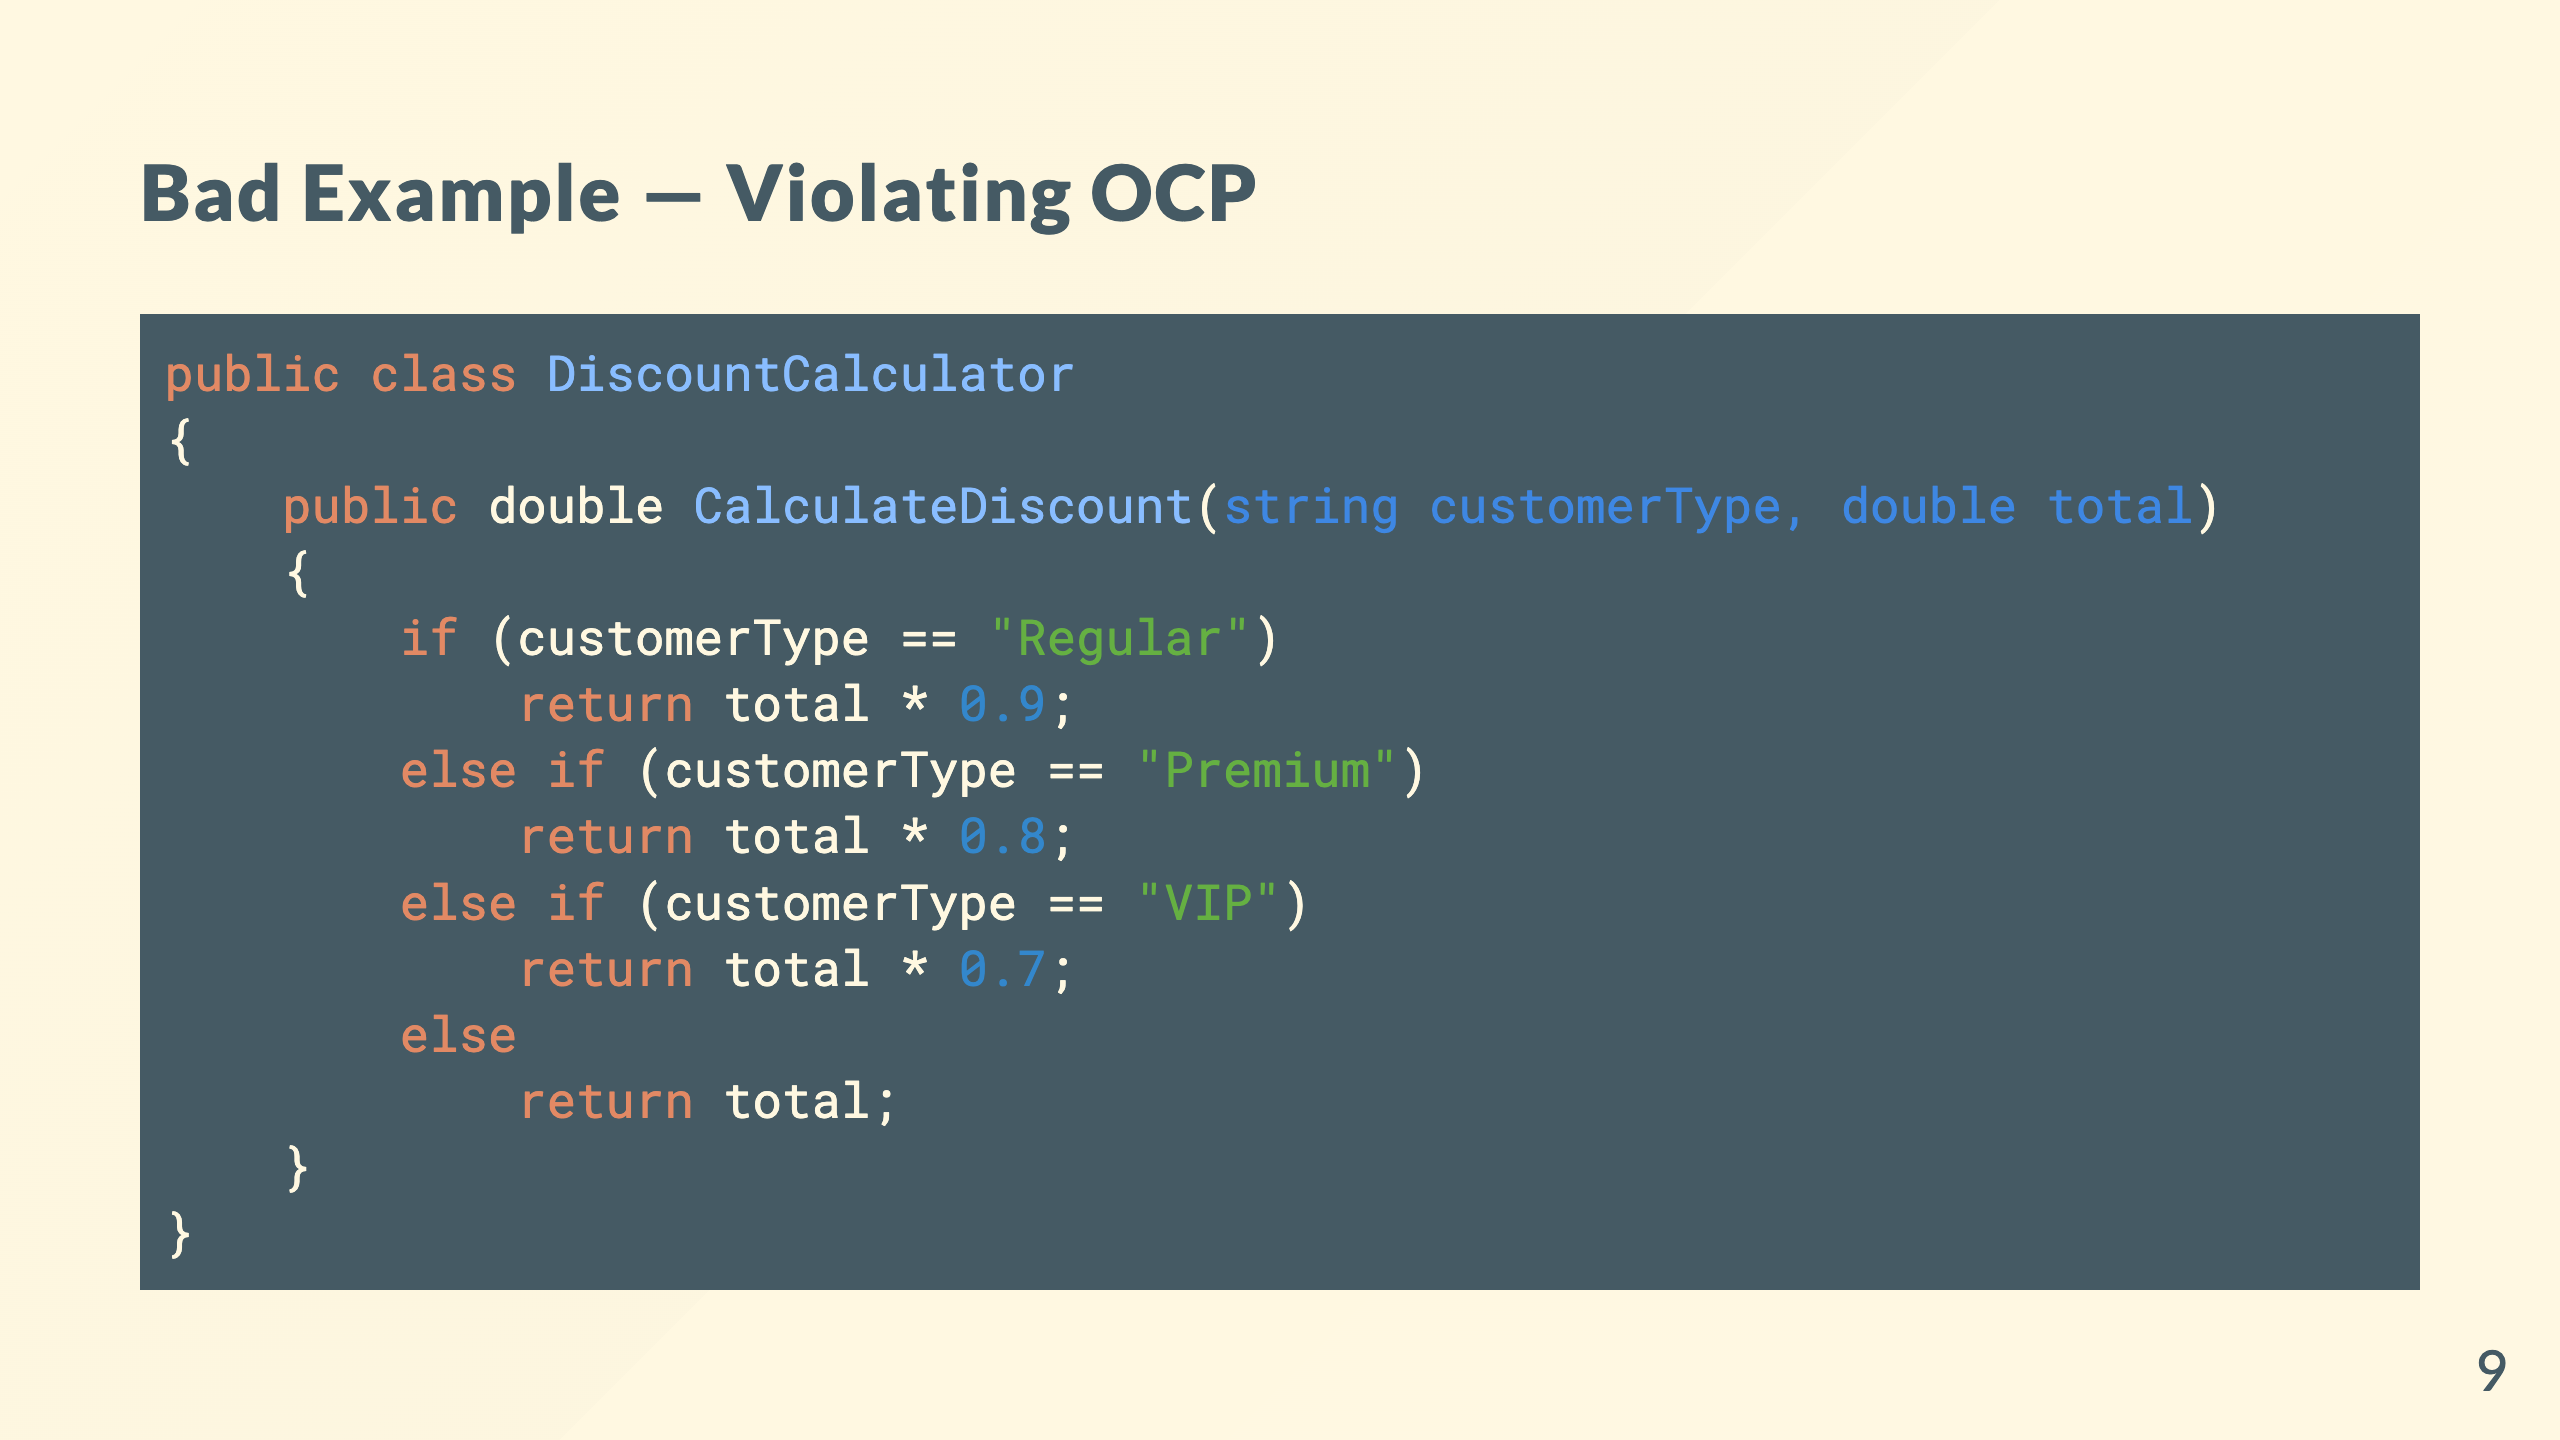 Bad Example — Violating OCP
public class DiscountCalculator
{
    public double CalculateDiscount(string customerType, double total)
    {
        if (customerType == "Regular")
            return total * 0.9;
        else if (customerType == "Premium")
            return total * 0.8;
        else if (customerType == "VIP")
            return total * 0.7;
        else
            return total;
    }
}
9